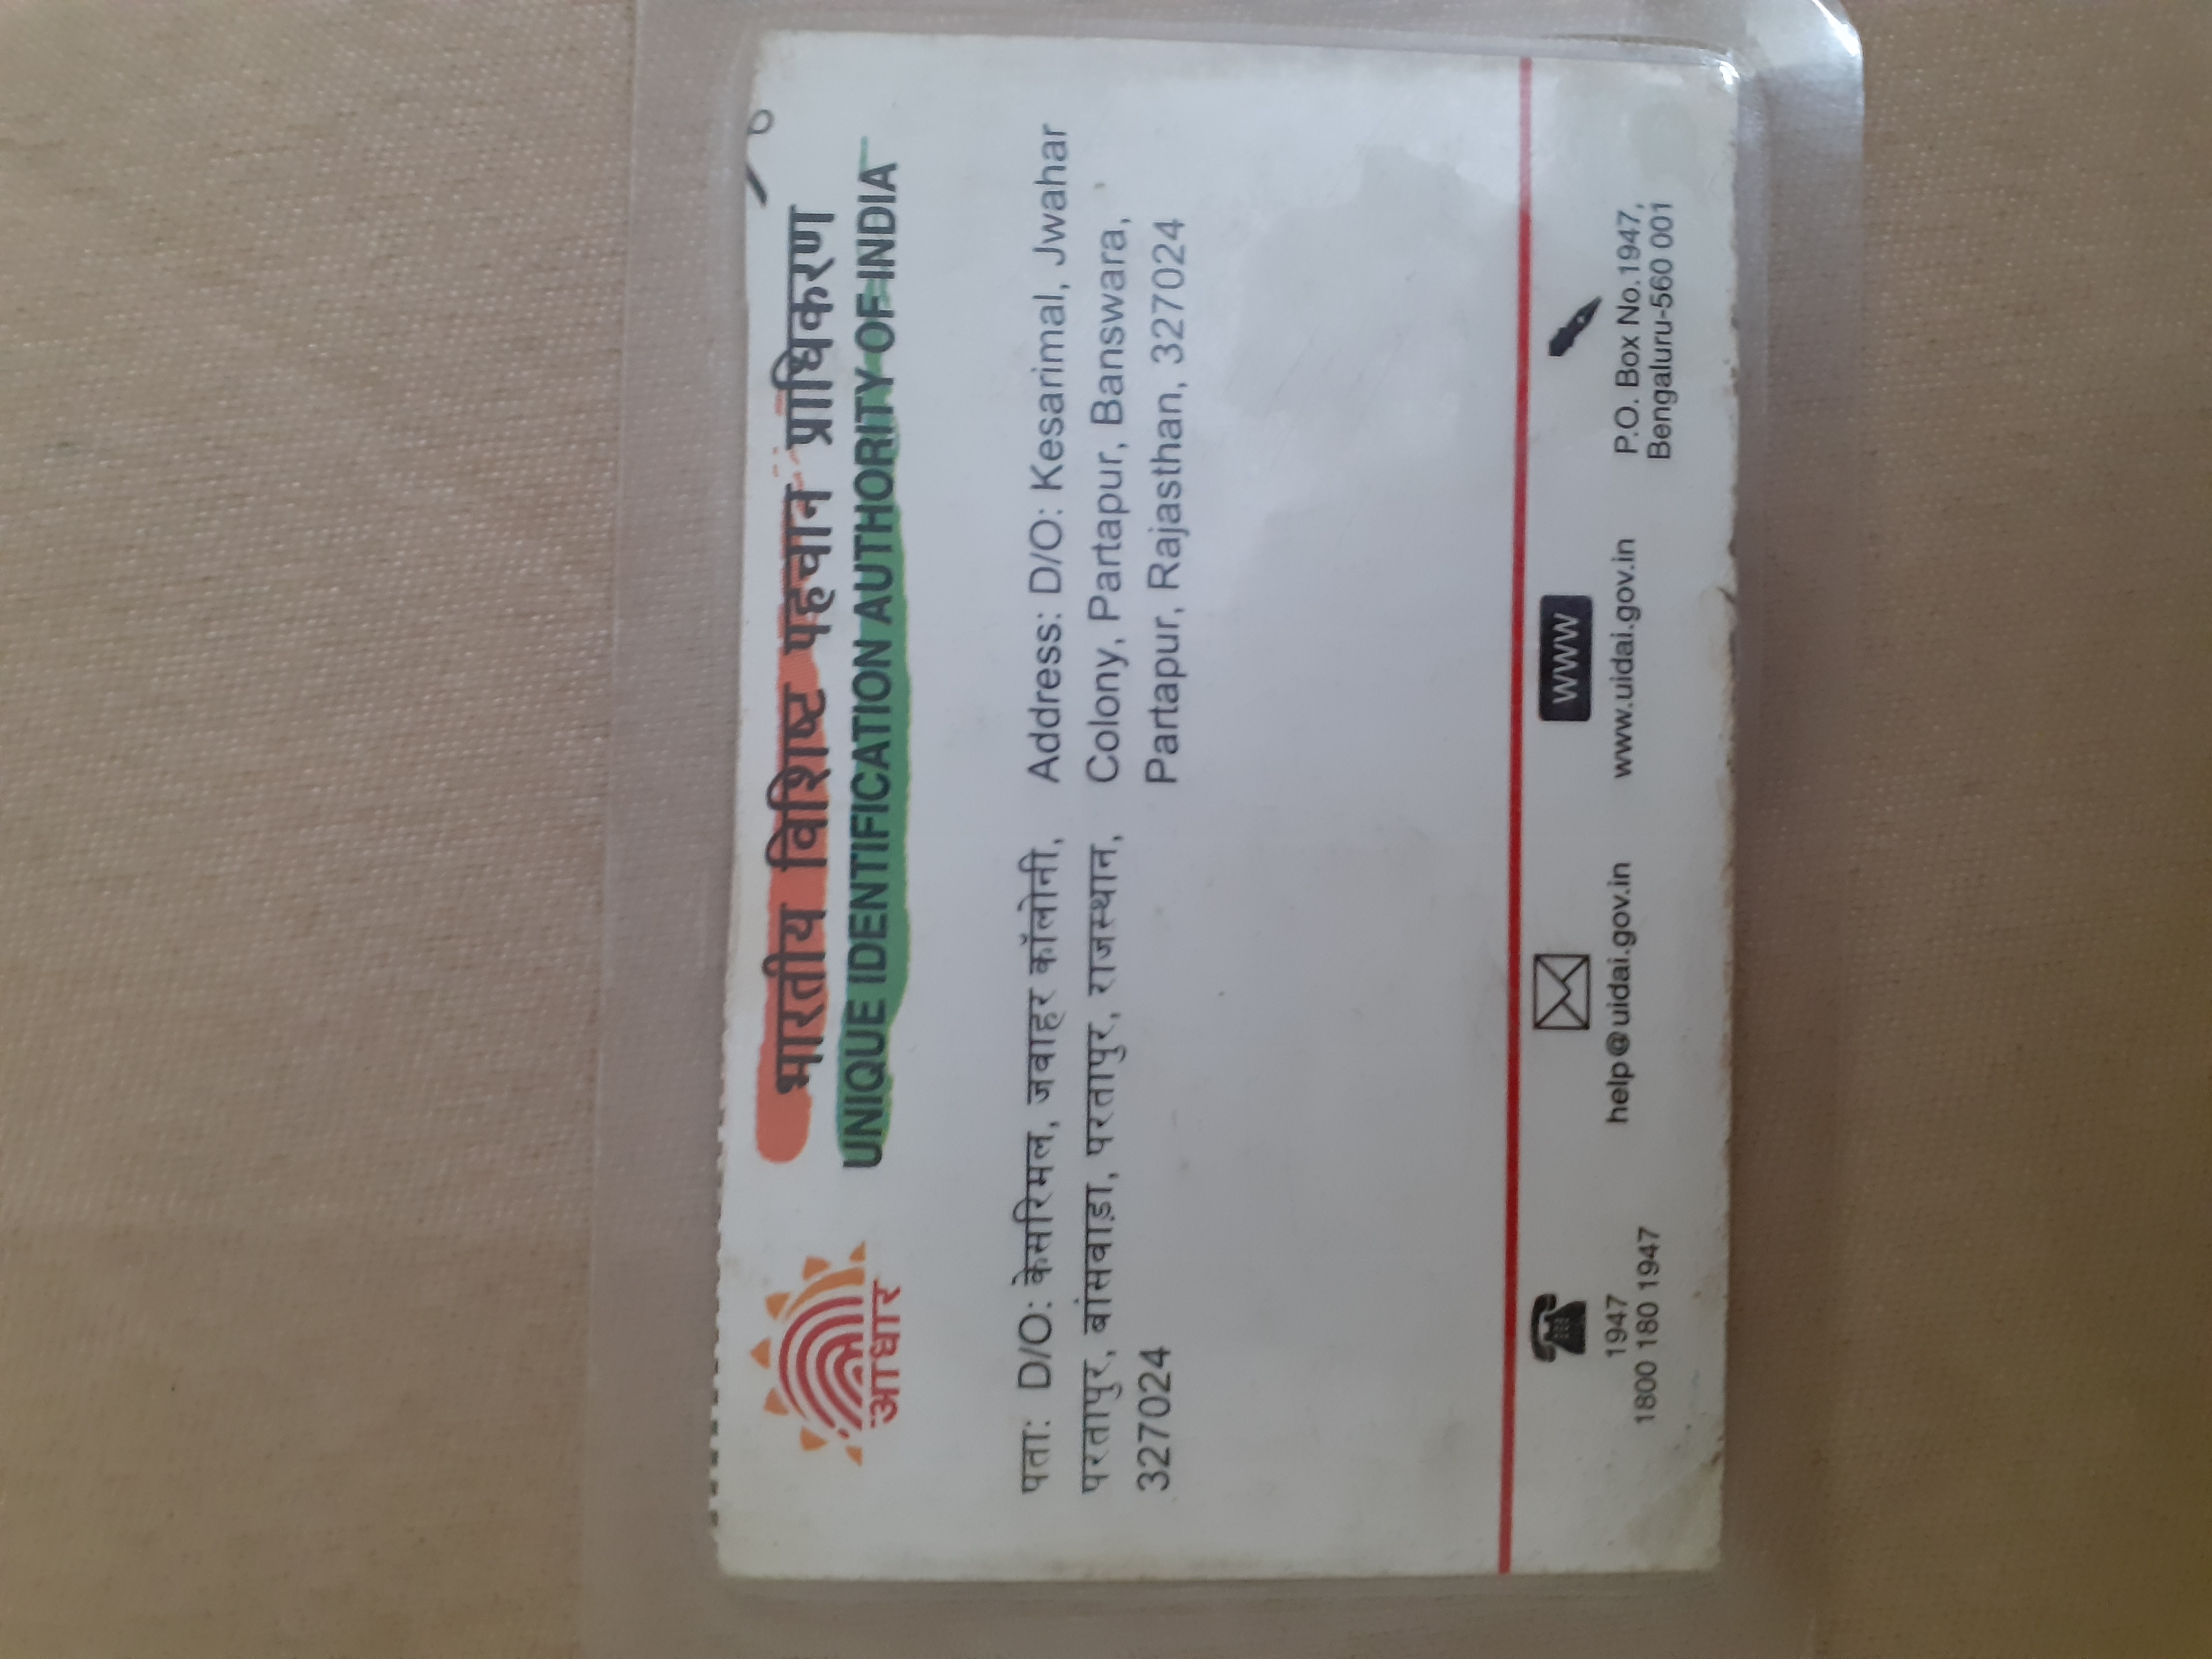 भारतीय विशिष्ट पहचान प्राधिकरण
UNIQUE IDENTIFICATION AUTHORITY OF INDIA
आधार
पता: D/O: केसरिमल, जवाहर कॉलोनी,
परतापुर, बांसवाड़ा, परतापुर, राजस्थान,
327024
Address: D/O: Kesarimal, Jwahar
Colony, Partapur, Banswara,
Partapur, Rajasthan, 327024
1947
1800 180 1947
help@uidai.gov.in
www
www.uidai.gov.in
P.O. Box No.1947,
Bengaluru-560 001